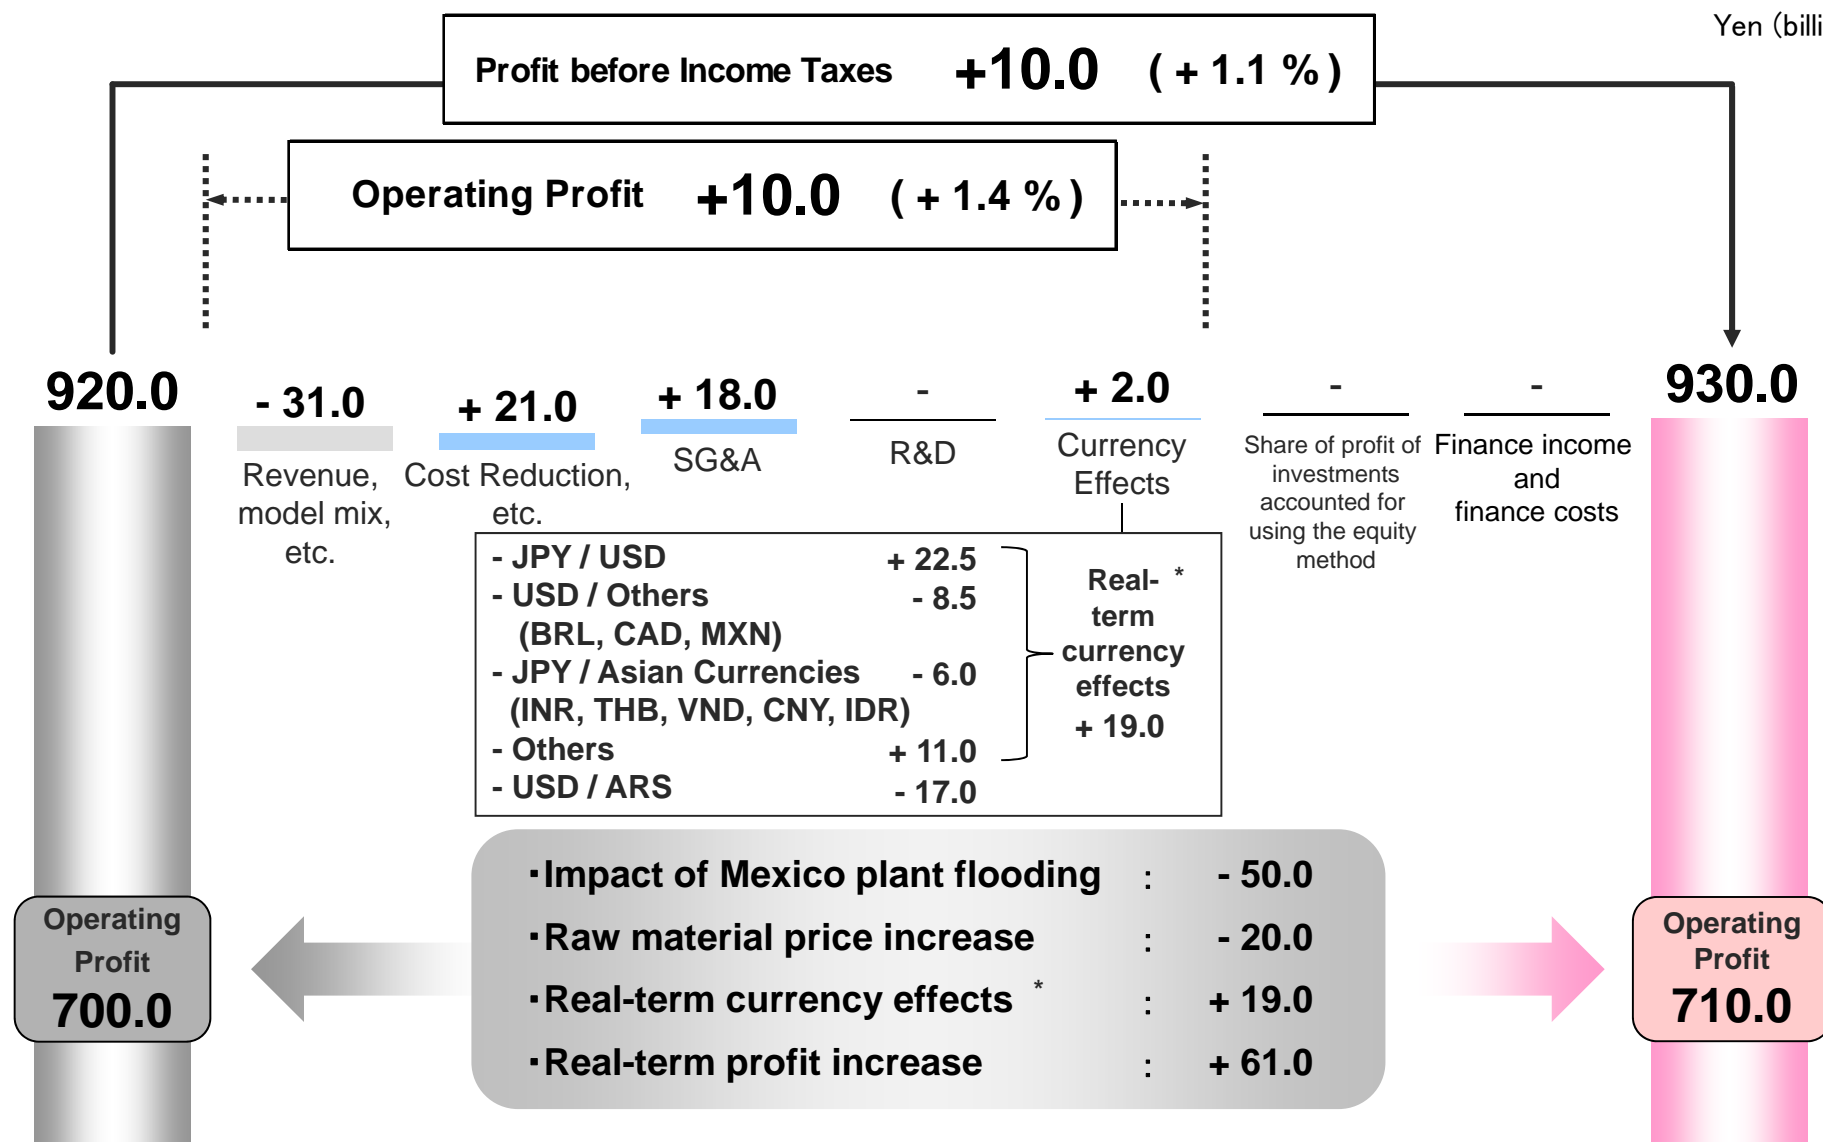 Yen (billi
Profit before Income Taxes +10.0 ( + 1.1 % )
Operating Profit +10.0 ( + 1.4 % )
920.0
- 31.0
Revenue,
model mix,
etc.
+ 21.0
Cost Reduction,
etc.
+ 18.0
SG&A
-
R&D
+ 2.0
Currency
Effects
-
Share of profit of
investments
accounted for
using the equity
method
-
Finance income
and
finance costs
930.0
- JPY / USD + 22.5
- USD / Others - 8.5
(BRL, CAD, MXN)
- JPY / Asian Currencies - 6.0
(INR, THB, VND, CNY, IDR)
- Others + 11.0
- USD / ARS - 17.0
Real- *
term
currency
effects
+ 19.0
・Impact of Mexico plant flooding : - 50.0
・Raw material price increase : - 20.0
・Real-term currency effects * : + 19.0
・Real-term profit increase : + 61.0
Operating
Profit
700.0
Operating
Profit
710.0